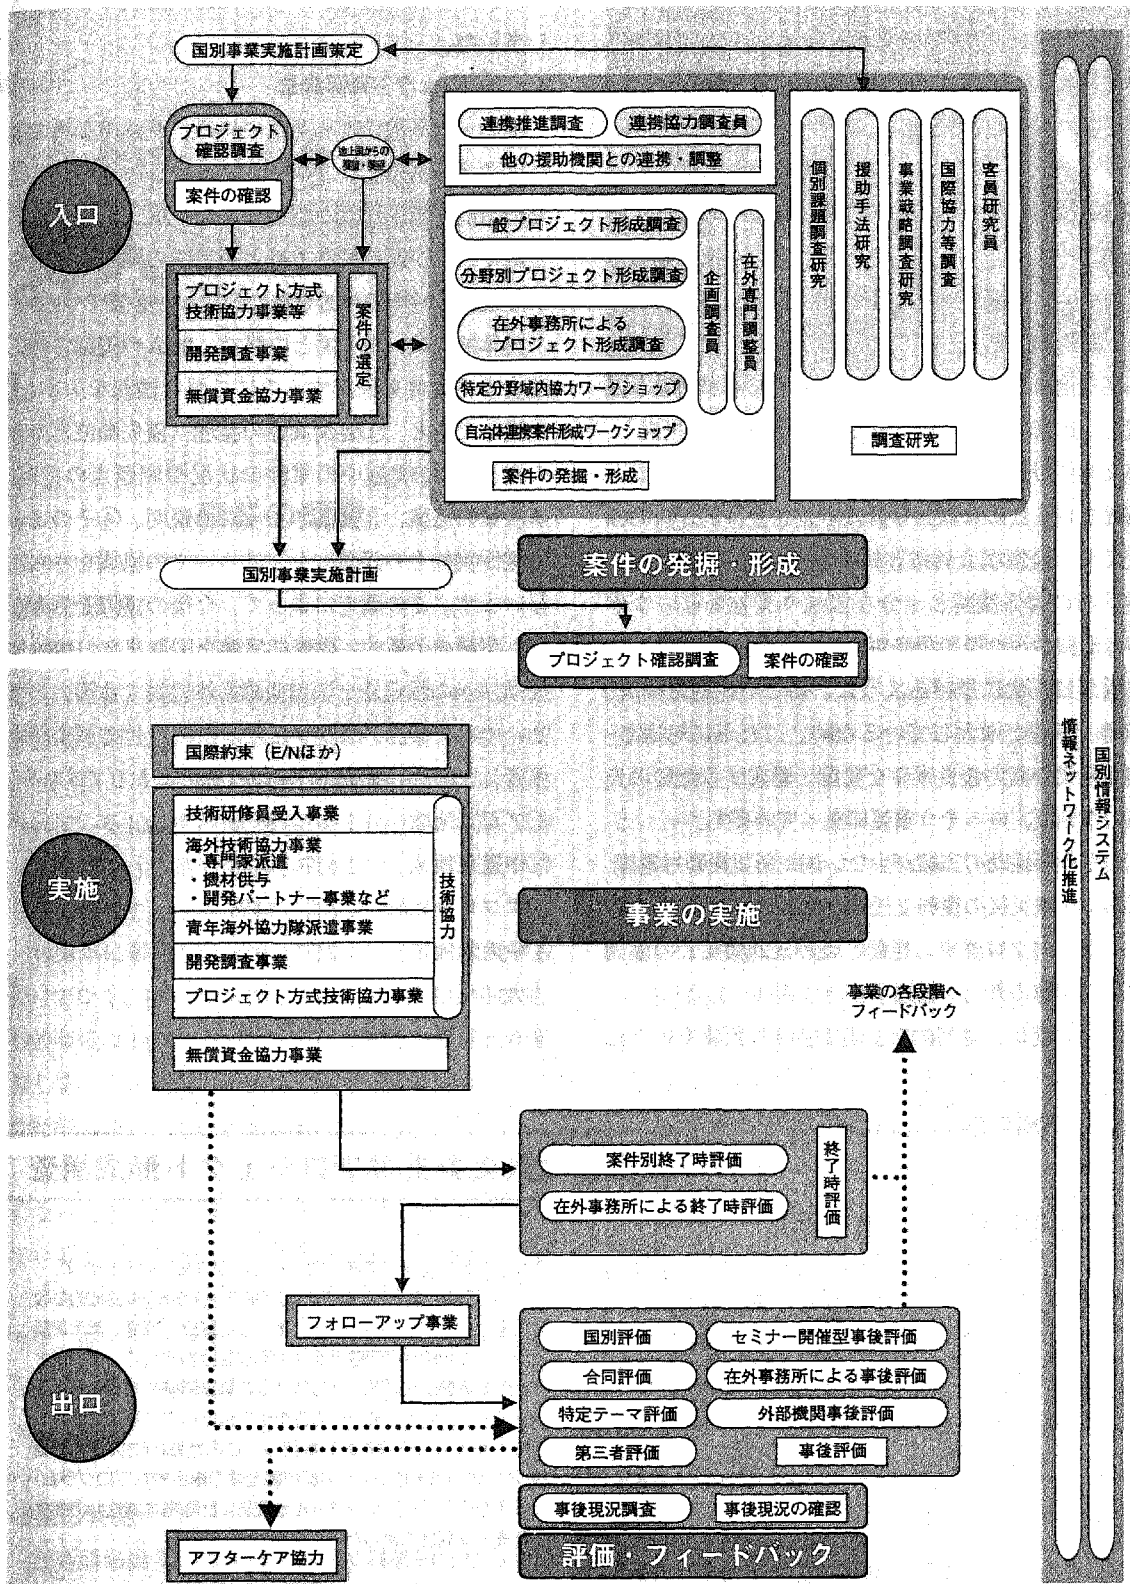 国別事業実施計画策定
プロジェクト
確認調査
案件の確認
入口
連携推進調査
連携協力調査員
他の援助機関との連携・調整
一般プロジェクト形成調査
分野別プロジェクト形成調査
在外事務所による
プロジェクト形成調査
特定分野域内協力ワークショップ
自治体連携案件形成ワークショップ
案件の発掘・形成
企画調査員
在外専門調整員
個別課題調査研究
援助手法研究
事業戦略調査研究
国際協力等調査
客員研究員
調査研究
プロジェクト方式
技術協力事業等
開発調査事業
無償資金協力事業
案件の選定
案件の発掘・形成
国別事業実施計画
プロジェクト確認調査
案件の確認
国際約束（E/Nほか）
技術研修員受入事業
海外技術協力事業
・専門家派遣
・機材供与
・開発パートナー事業など
青年海外協力隊派遣事業
開発調査事業
プロジェクト方式技術協力事業
技術協力
無償資金協力事業
実施
事業の実施
事業の各段階へ
フィードバック
案件別終了時評価
在外事務所による終了時評価
終了時評価
フォローアップ事業
出口
国別評価
セミナー開催型事後評価
合同評価
在外事務所による事後評価
特定テーマ評価
外部機関事後評価
第三者評価
事後評価
事後現況調査
事後現況の確認
アフターケア協力
評価・フィードバック
情報ネットワーク化推進
国別情報システム